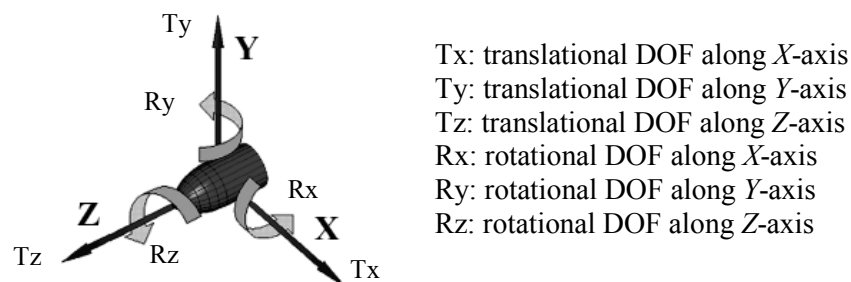 Ty
Y
Ry
Rx
Z
X
Tz
Rz
Tx
Tx: translational DOF along X-axis
Ty: translational DOF along Y-axis
Tz: translational DOF along Z-axis
Rx: rotational DOF along X-axis
Ry: rotational DOF along Y-axis
Rz: rotational DOF along Z-axis